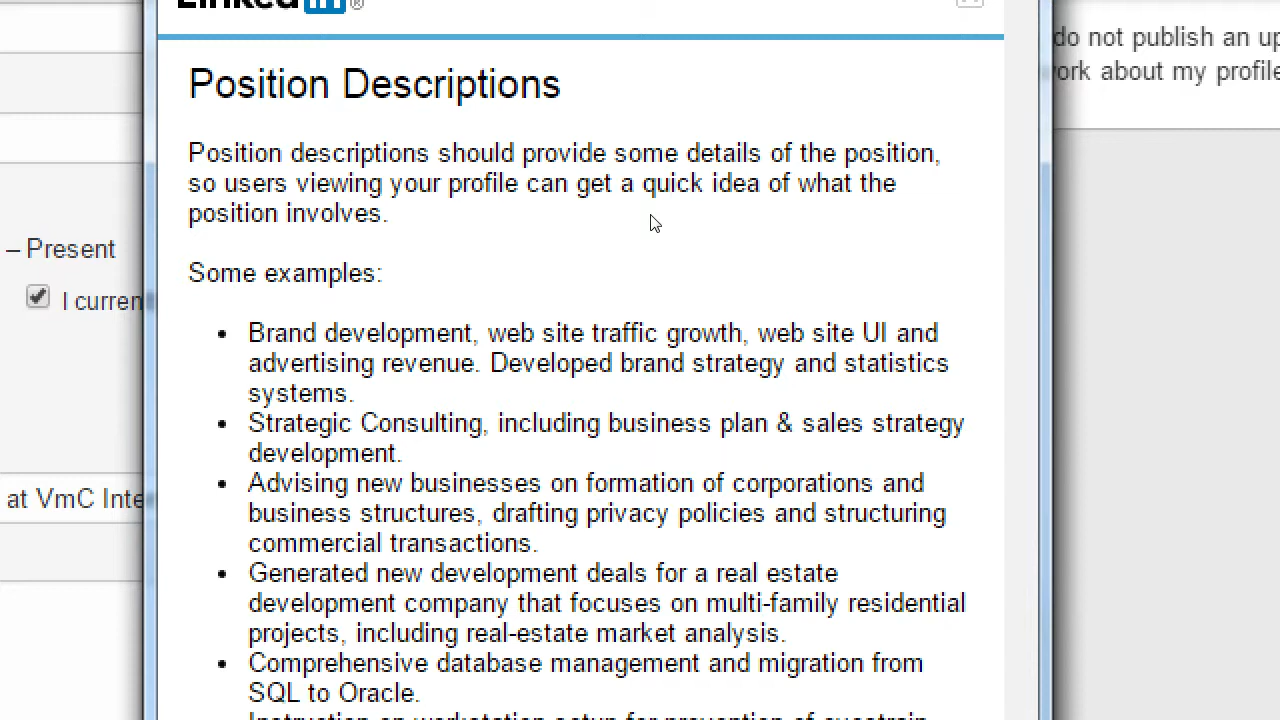 Linkedin®
do not publish an up
ork about my profile
Position Descriptions
Position descriptions should provide some details of the position,
so users viewing your profile can get a quick idea of what the
position involves.
– Present
Some examples:
I curren
• Brand development, web site traffic growth, web site UI and
advertising revenue. Developed brand strategy and statistics
systems.
• Strategic Consulting, including business plan & sales strategy
development.
• Advising new businesses on formation of corporations and
at VmC Inte
business structures, drafting privacy policies and structuring
commercial transactions.
• Generated new development deals for a real estate
development company that focuses on multi-family residential
projects, including real-estate market analysis.
• Comprehensive database management and migration from
SQL to Oracle.